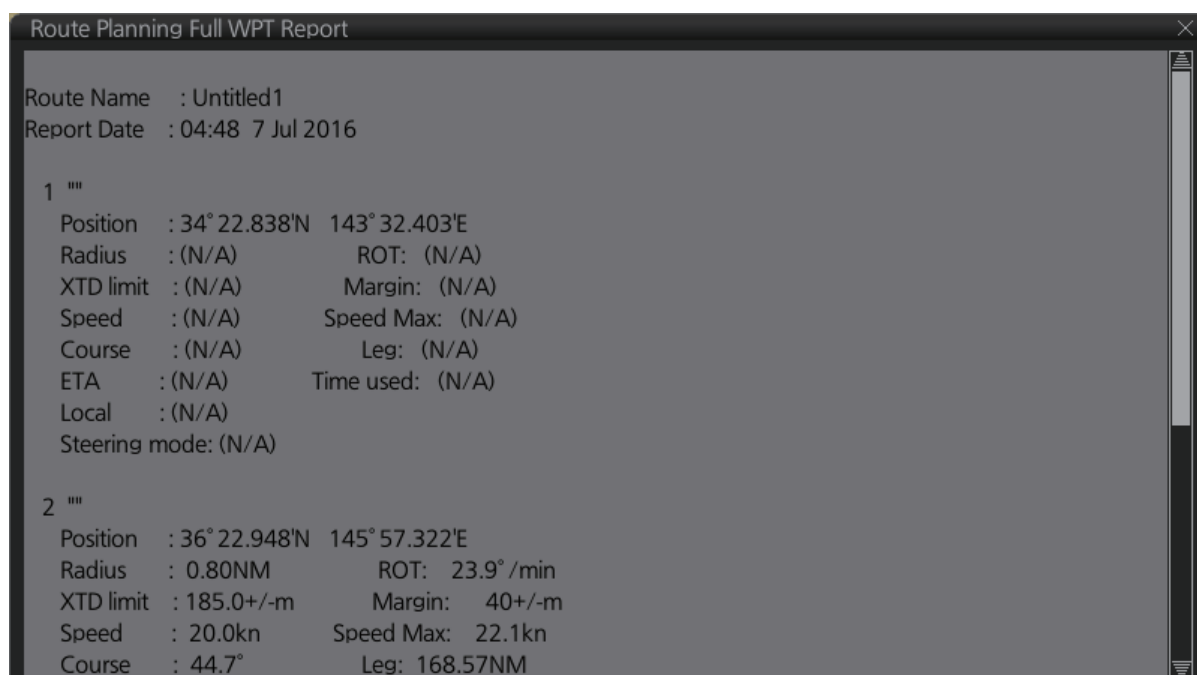 Route Planning Full WPT Report
Route Name : Untitled1
Report Date : 04:48 7 Jul 2016
1 ""
Position : 34°22.838'N 143°32.403'E
Radius : (N/A) ROT: (N/A)
XTD limit : (N/A) Margin: (N/A)
Speed : (N/A) Speed Max: (N/A)
Course : (N/A) Leg: (N/A)
ETA : (N/A) Time used: (N/A)
Local : (N/A)
Steering mode: (N/A)
2 ""
Position : 36°22.948'N 145°57.322'E
Radius : 0.80NM ROT: 23.9°/min
XTD limit : 185.0+/-m Margin: 40+/-m
Speed : 20.0kn Speed Max: 22.1kn
Course : 44.7° Leg: 168.57NM